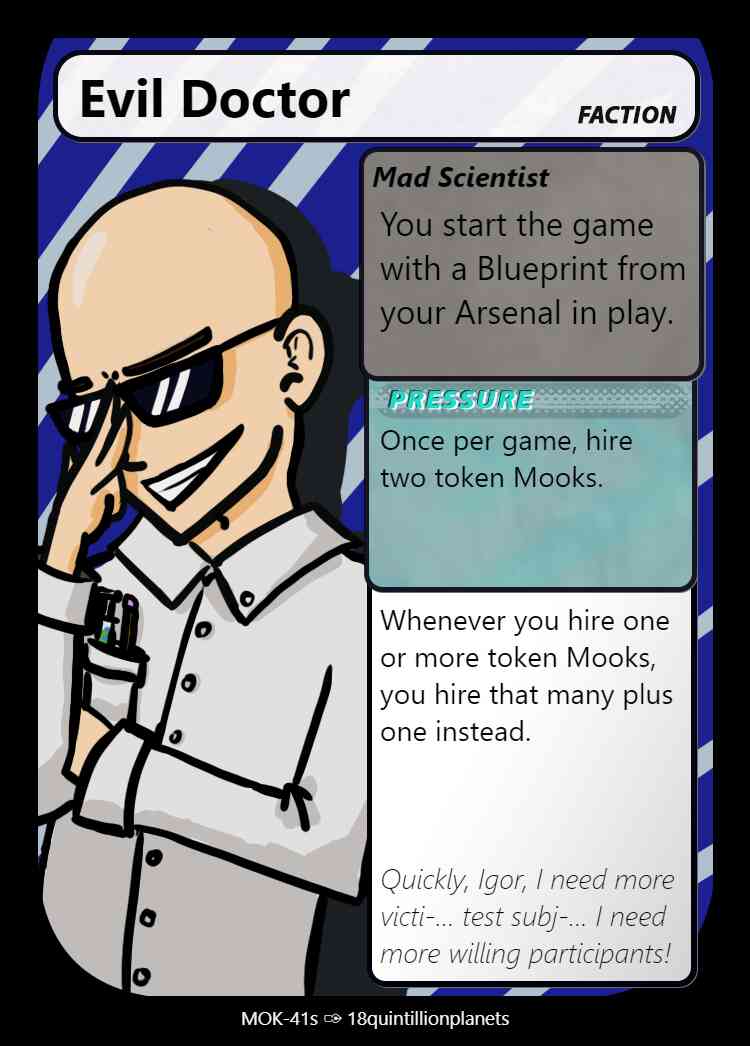 Evil Doctor
FACTION
Mad Scientist
You start the game
with a Blueprint from
your Arsenal in play.
PRESSURE
Once per game, hire
two token Mooks.
Whenever you hire one
or more token Mooks,
you hire that many plus
one instead.
Quickly, Igor, I need more
victi-... test subj-... I need
more willing participants!
MOK-41s ➩ 18quintillionplanets